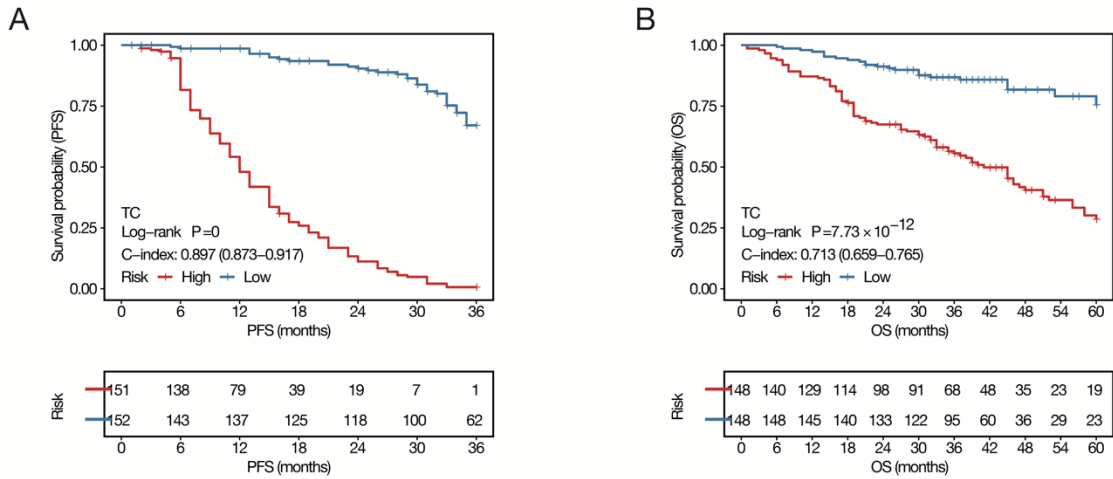 A
Survival probability (PFS)
1.00
0.75
0.50
0.25
0.00
TC
Log-rank P=0
C-index: 0.897 (0.873-0.917)
Risk High Low
0 6 12 18 24 30 36
PFS (months)
Risk
151 138 79 39 19 7 1
152 143 137 125 118 100 62
0 6 12 18 24 30 36
PFS (months)
B
Survival probability (OS)
1.00
0.75
0.50
0.25
0.00
TC
Log-rank P=7.73 × 10⁻¹²
C-index: 0.713 (0.659-0.765)
Risk High Low
0 6 12 18 24 30 36 42 48 54 60
OS (months)
Risk
148 140 129 114 98 91 68 48 35 23 19
148 148 145 140 133 122 95 60 36 29 23
0 6 12 18 24 30 36 42 48 54 60
OS (months)